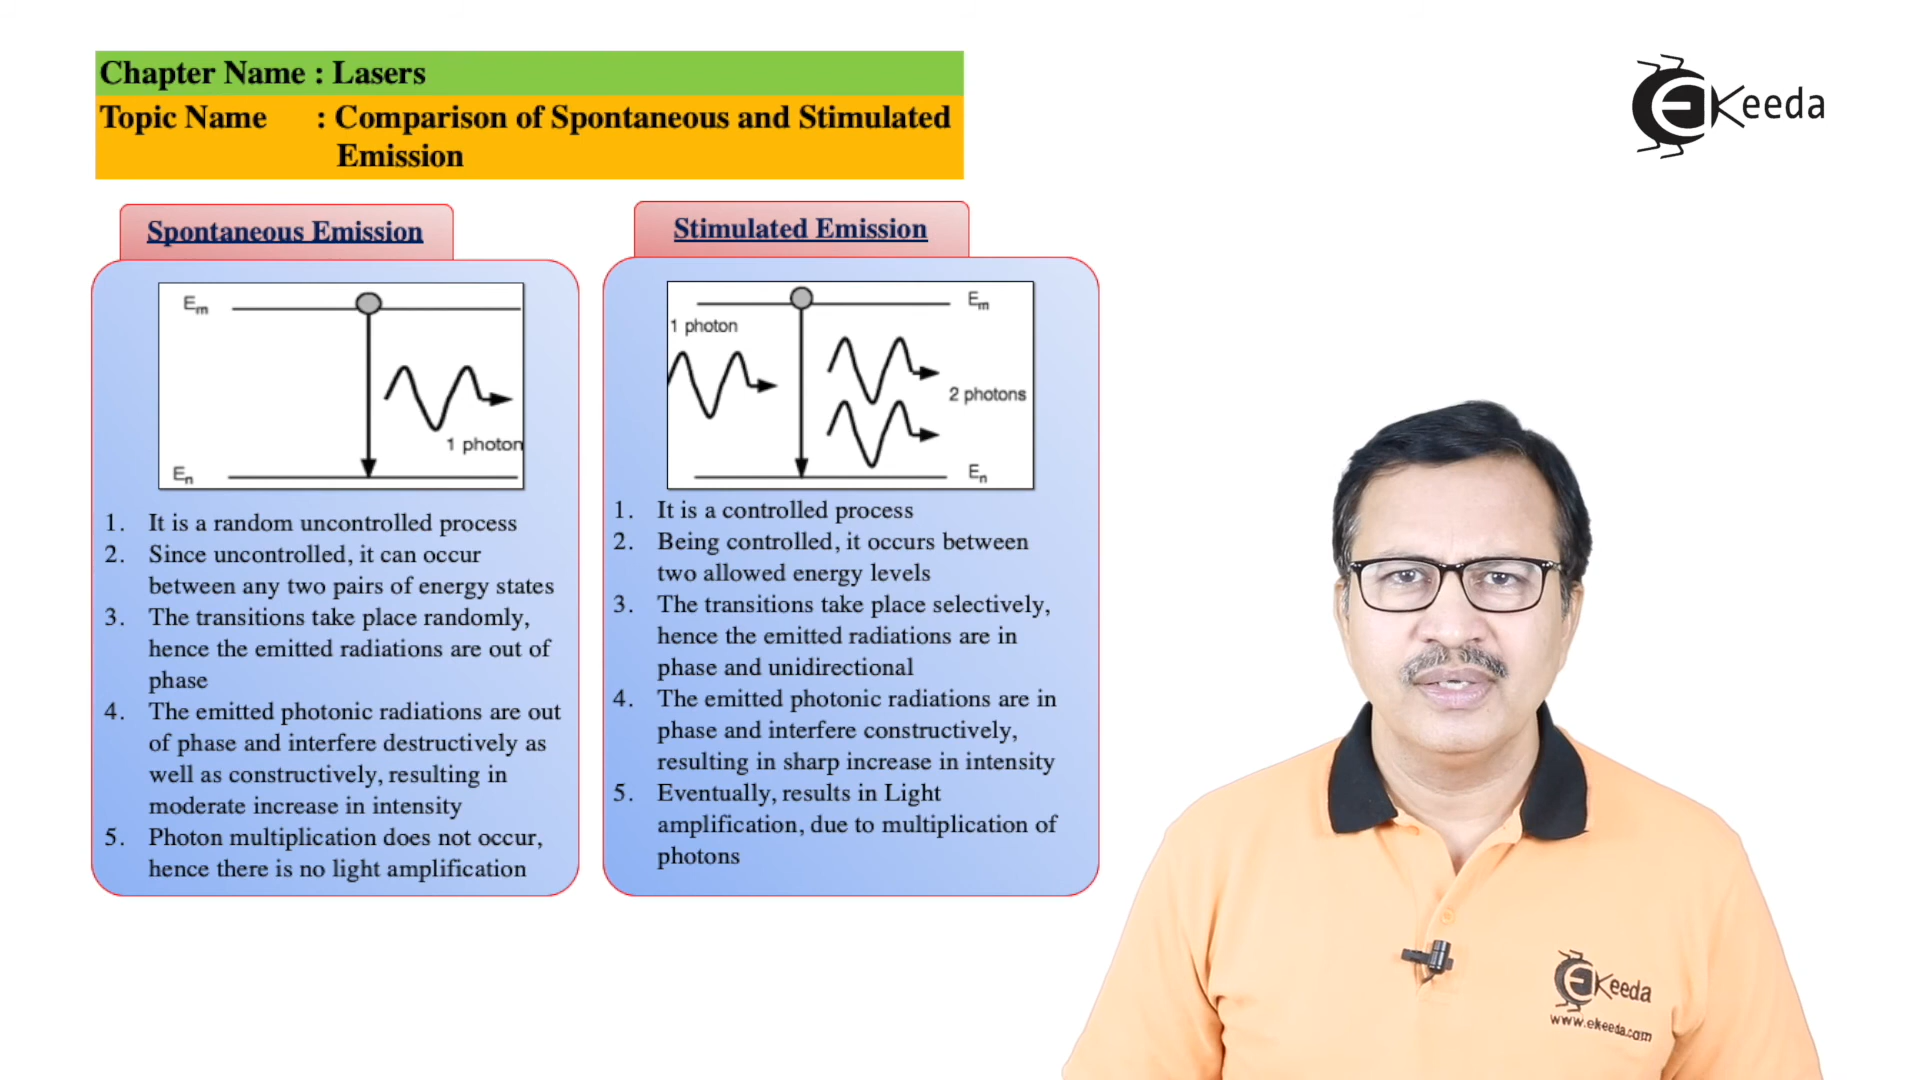 Chapter Name : Lasers
Topic Name : Comparison of Spontaneous and Stimulated
Emission
EKeeda
Spontaneous Emission
Em
1 photon
En
1. It is a random uncontrolled process
2. Since uncontrolled, it can occur
between any two pairs of energy states
3. The transitions take place randomly,
hence the emitted radiations are out of
phase
4. The emitted photonic radiations are out
of phase and interfere destructively as
well as constructively, resulting in
moderate increase in intensity
5. Photon multiplication does not occur,
hence there is no light amplification
Stimulated Emission
Em
1 photon
2 photons
En
1. It is a controlled process
2. Being controlled, it occurs between
two allowed energy levels
3. The transitions take place selectively,
hence the emitted radiations are in
phase and unidirectional
4. The emitted photonic radiations are in
phase and interfere constructively,
resulting in sharp increase in intensity
5. Eventually, results in Light
amplification, due to multiplication of
photons
EKeeda
www.ekeeda.com